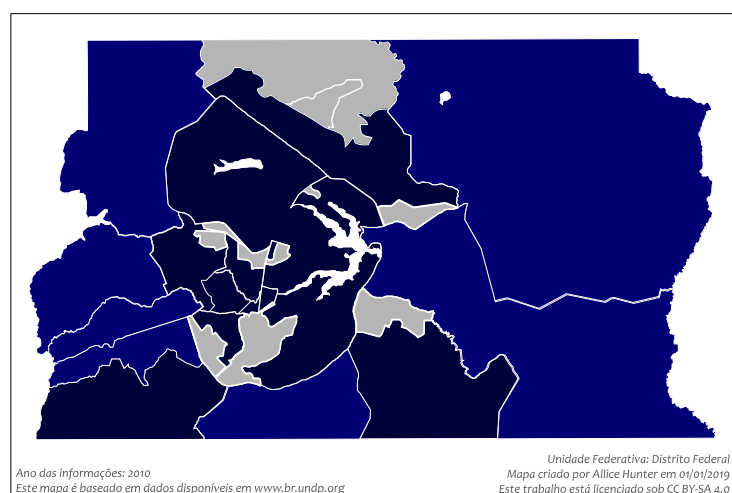 Ano das informações: 2010
Este mapa é baseado em dados disponíveis em www.br.undp.org
Unidade Federativa: Distrito Federal
Mapa criado por Allice Hunter em 01/01/2019
Este trabalho está licenciado sob CC BY-SA 4.0